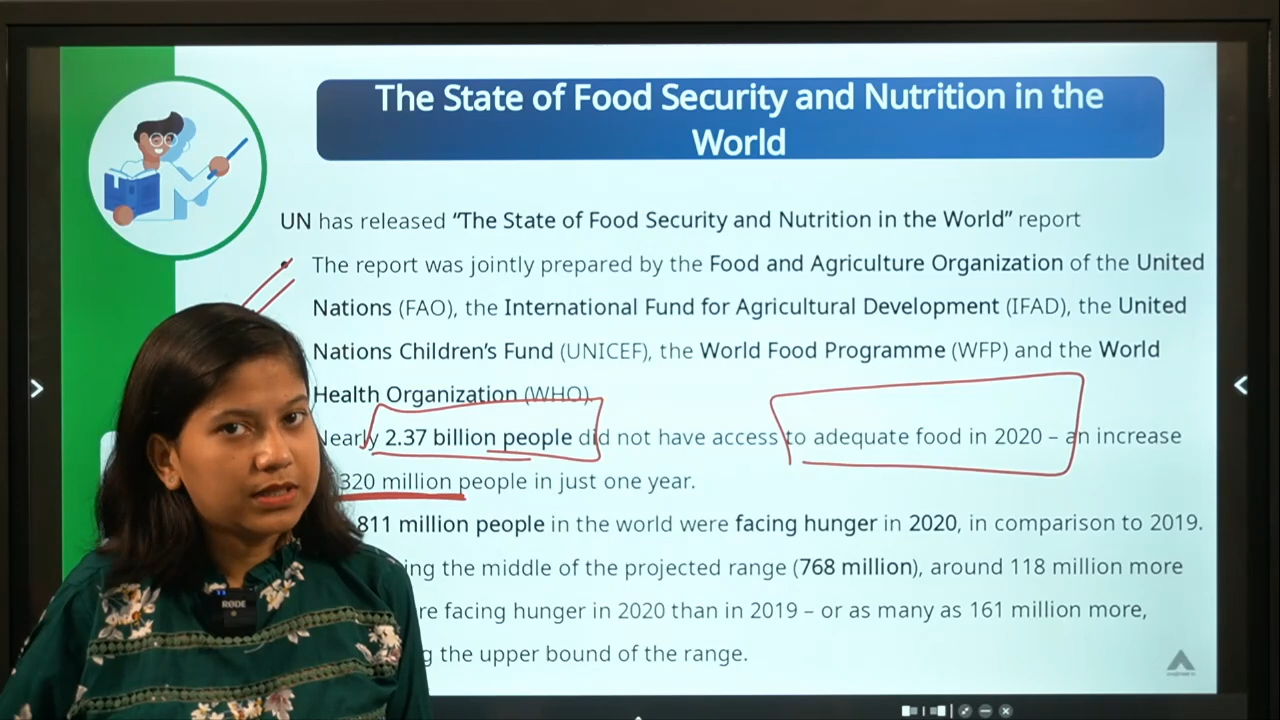 The State of Food Security and Nutrition in the
World
UN has released “The State of Food Security and Nutrition in the World” report
The report was jointly prepared by the Food and Agriculture Organization of the United
Nations (FAO), the International Fund for Agricultural Development (IFAD), the United
Nations Children’s Fund (UNICEF), the World Food Programme (WFP) and the World
Health Organization (WHO).
Nearly 2.37 billion people did not have access to adequate food in 2020 – an increase
320 million people in just one year.
811 million people in the world were facing hunger in 2020, in comparison to 2019.
ing the middle of the projected range (768 million), around 118 million more
re facing hunger in 2020 than in 2019 – or as many as 161 million more,
g the upper bound of the range.
RØDE